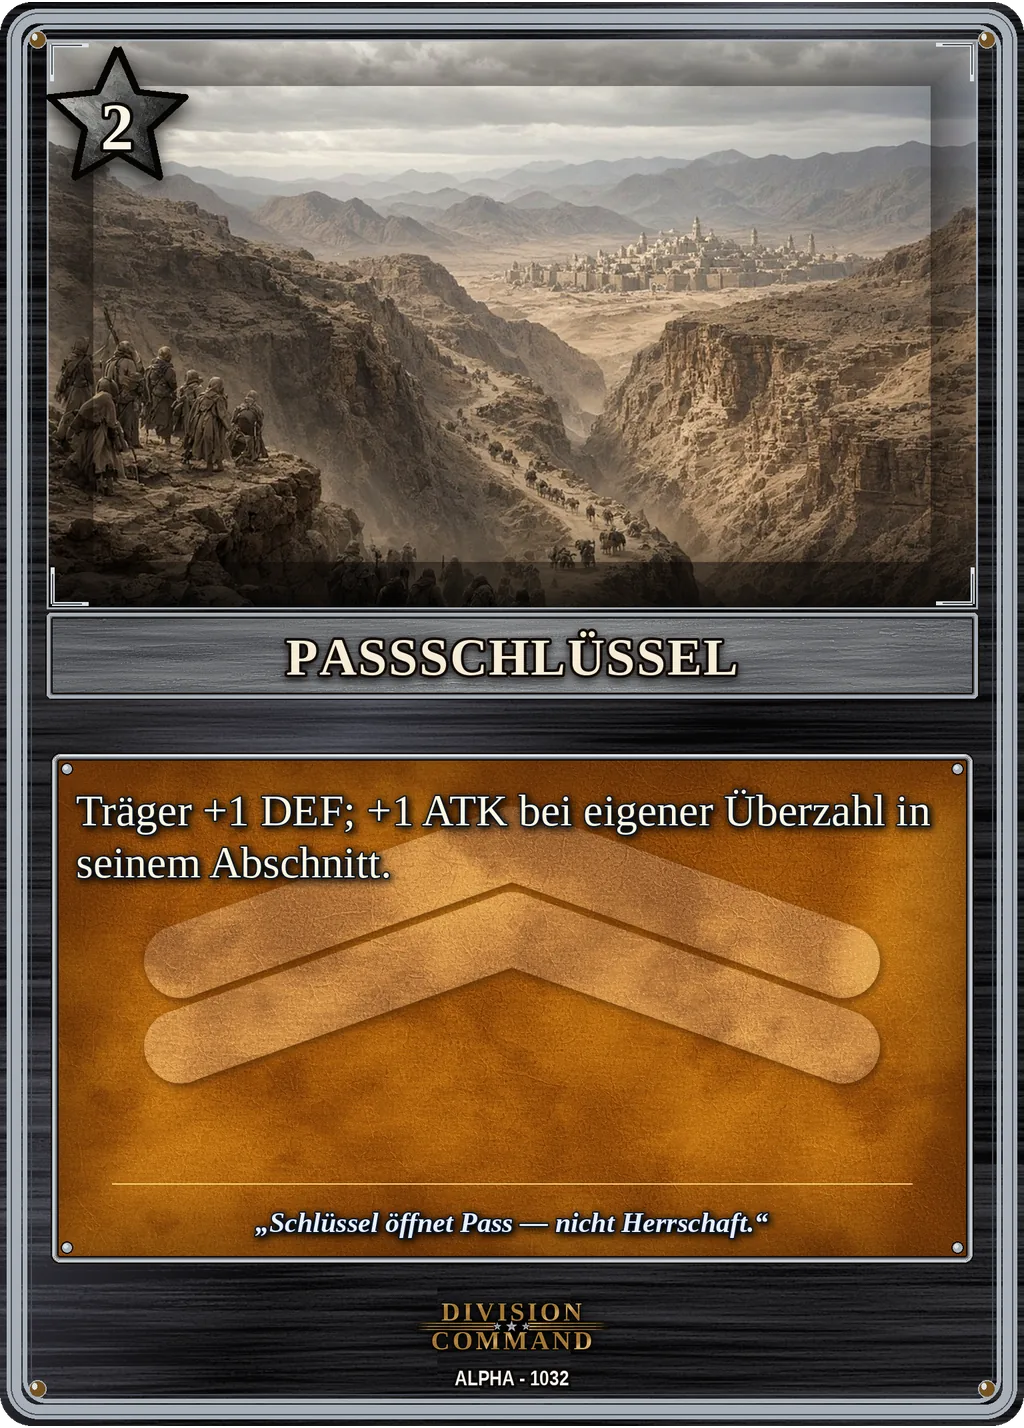 2
PASSSCHLÜSSEL
Träger +1 DEF; +1 ATK bei eigener Überzahl in
seinem Abschnitt.
„Schlüssel öffnet Pass — nicht Herrschaft.“
DIVISION
COMMAND
ALPHA - 1032